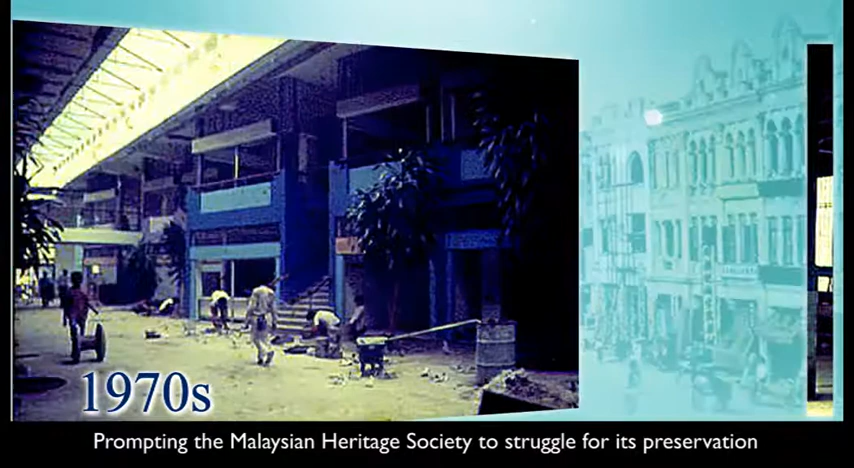 1970s
Prompting the Malaysian Heritage Society to struggle for its preservation